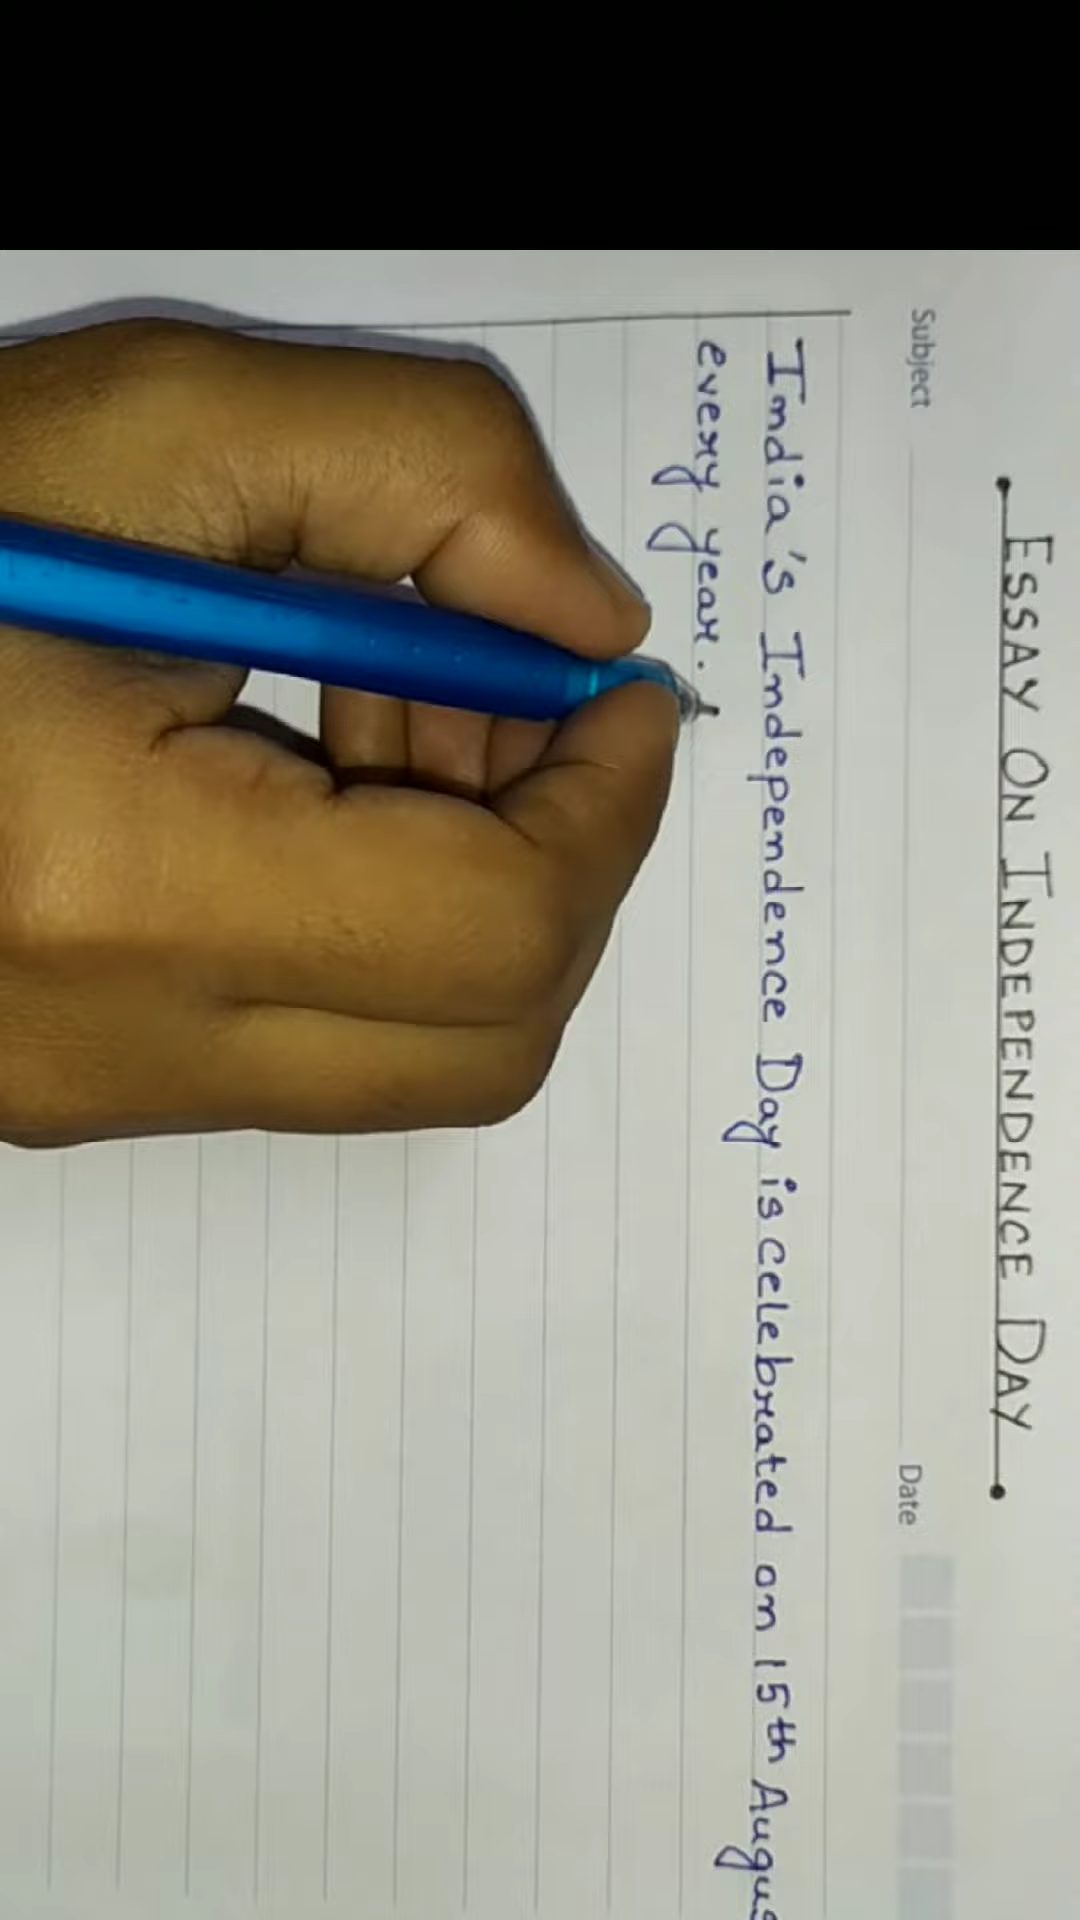 ESSAY ON INDEPENDENCE DAY
Subject Date
India's Independence Day is celebrated on 15th
every year.